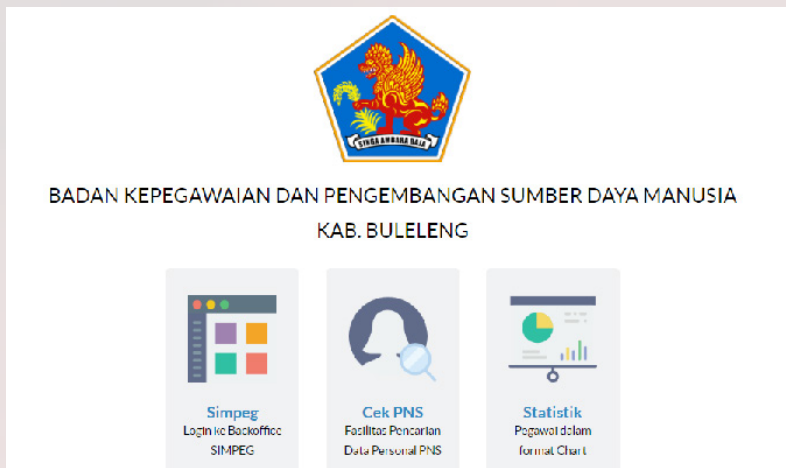 SINGA AMBARA RAJA
BADAN KEPEGAWAIAN DAN PENGEMBANGAN SUMBER DAYA MANUSIA
KAB. BULELENG
Simpeg
Login ke Backoffice
SIMPEG
Cek PNS
Fasilitas Pencarian
Data Personal PNS
Statistik
Pegawai dalam
format Chart